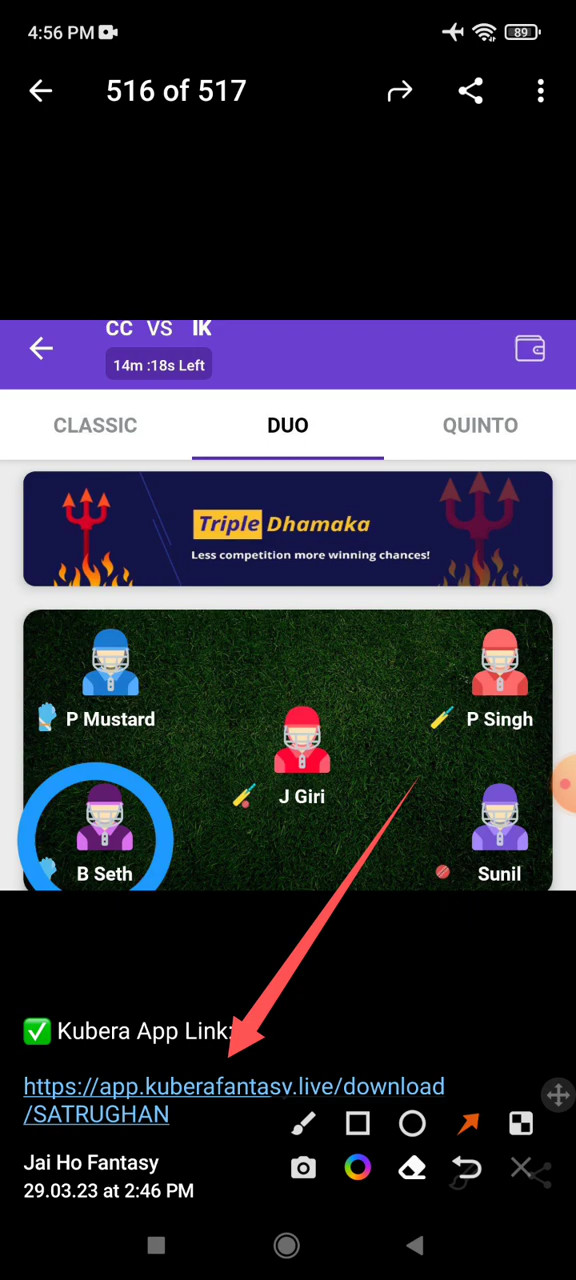 4:56 PM
89
516 of 517
CC VS IK
14m :18s Left
CLASSIC DUO QUINTO
Triple Dhamaka
Less competition more winning chances!
P Mustard
P Singh
J Giri
B Seth
Sunil
✅ Kubera App Link:
https://app.kuberafantasy.live/download
/SATRUGHAN
Jai Ho Fantasy
29.03.23 at 2:46 PM